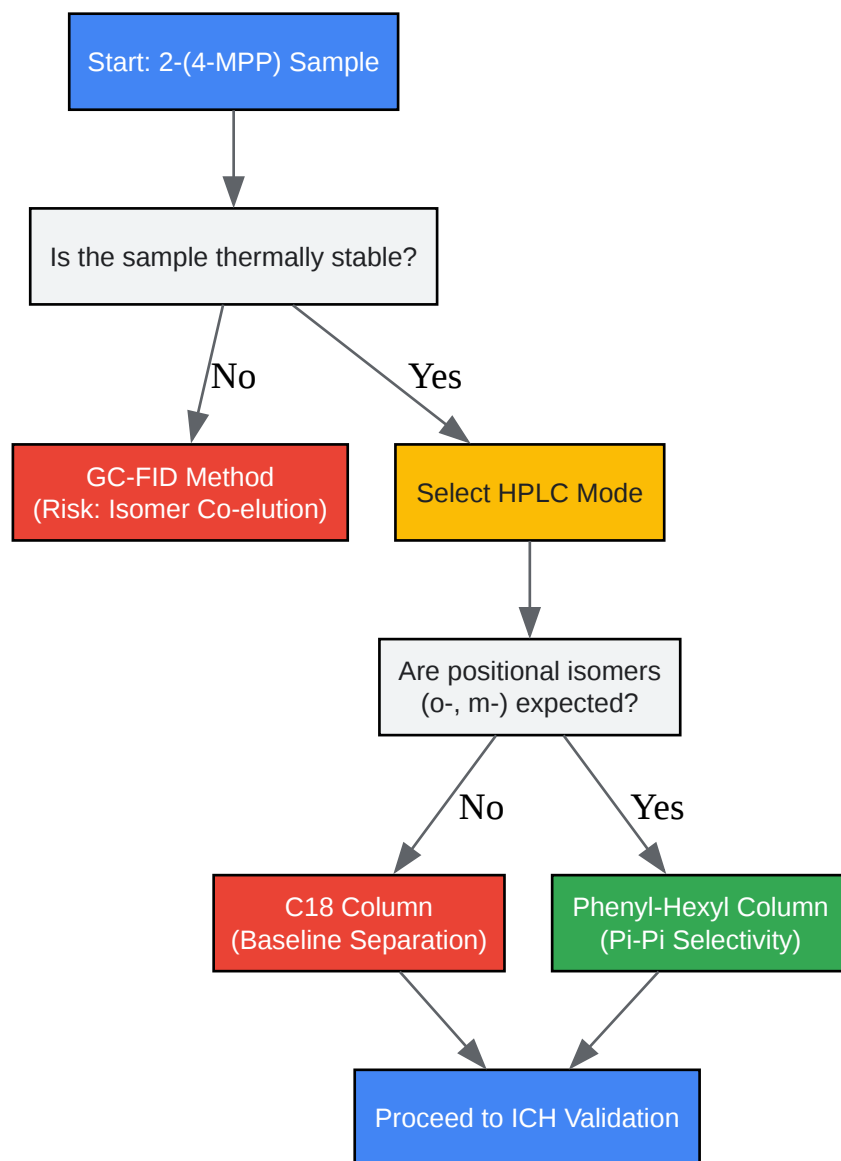 Start: 2-(4-MPP) Sample
Is the sample thermally stable?
No
Yes
GC-FID Method
(Risk: Isomer Co-elution)
Select HPLC Mode
Are positional isomers
(o-, m-) expected?
No
Yes
C18 Column
(Baseline Separation)
Phenyl-Hexyl Column
(Pi-Pi Selectivity)
Proceed to ICH Validation